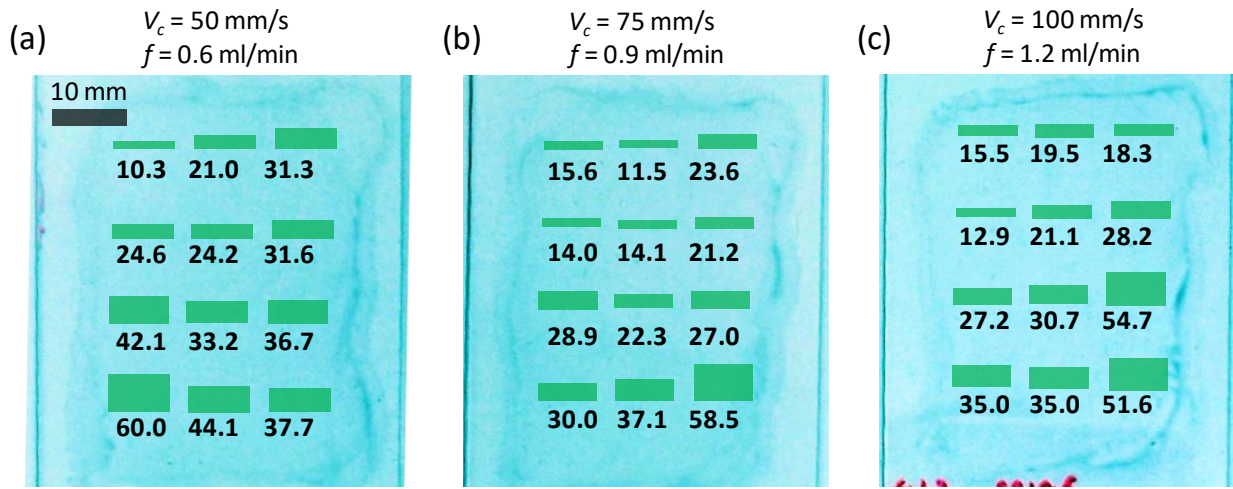 (a)
V_c = 50 mm/s
f = 0.6 ml/min
10 mm
10.3 21.0 31.3
24.6 24.2 31.6
42.1 33.2 36.7
60.0 44.1 37.7
(b)
V_c = 75 mm/s
f = 0.9 ml/min
15.6 11.5 23.6
14.0 14.1 21.2
28.9 22.3 27.0
30.0 37.1 58.5
(c)
V_c = 100 mm/s
f = 1.2 ml/min
15.5 19.5 18.3
12.9 21.1 28.2
27.2 30.7 54.7
35.0 35.0 51.6